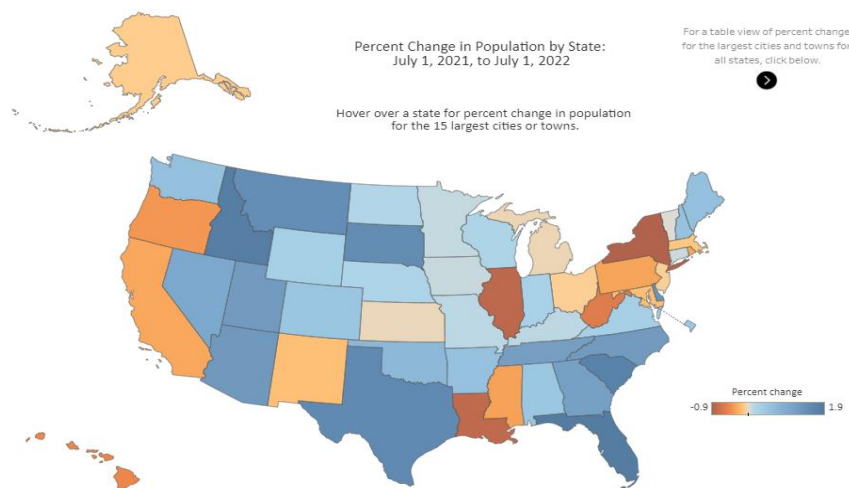 Percent Change in Population by State:
July 1, 2021, to July 1, 2022
For a table view of percent change
for the largest cities and towns for
all states, click below.
Hover over a state for percent change in population
for the 15 largest cities or towns.
Percent change
-0.9
1.9